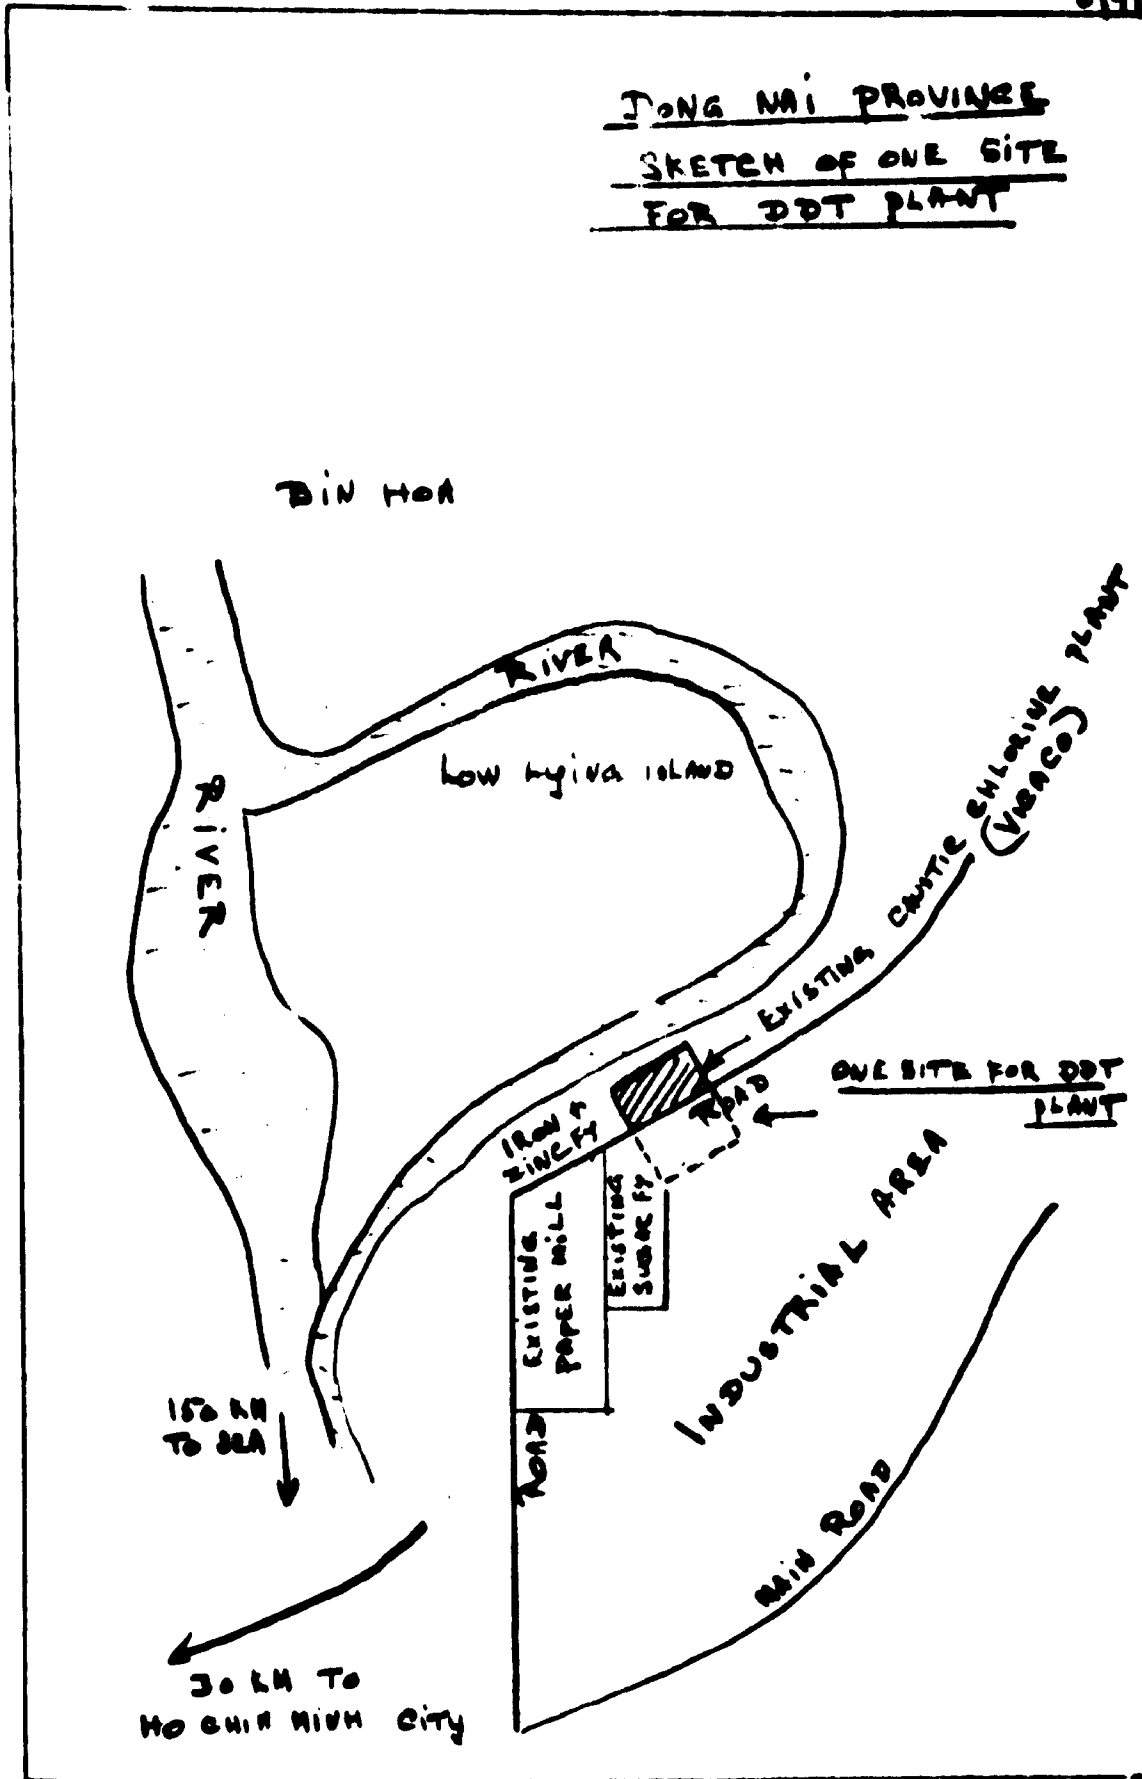 DONG NAI PROVINCE
SKETCH OF ONE SITE
FOR DDT PLANT
BIN HOA
RIVER
LOW LYING ISLAND
RIVER
EXISTING CAUSTIC CHLORINE PLANT
(VICACO)
ONE SITE FOR DDT
PLANT
ROAD
IRON +
ZINC FY
EXISTING
SUGAR FY
EXISTING
PAPER MILL
INDUSTRIAL AREA
ROAD
MAIN ROAD
150 KM
TO SEA
30 KM TO
HO CHIM MINH CITY